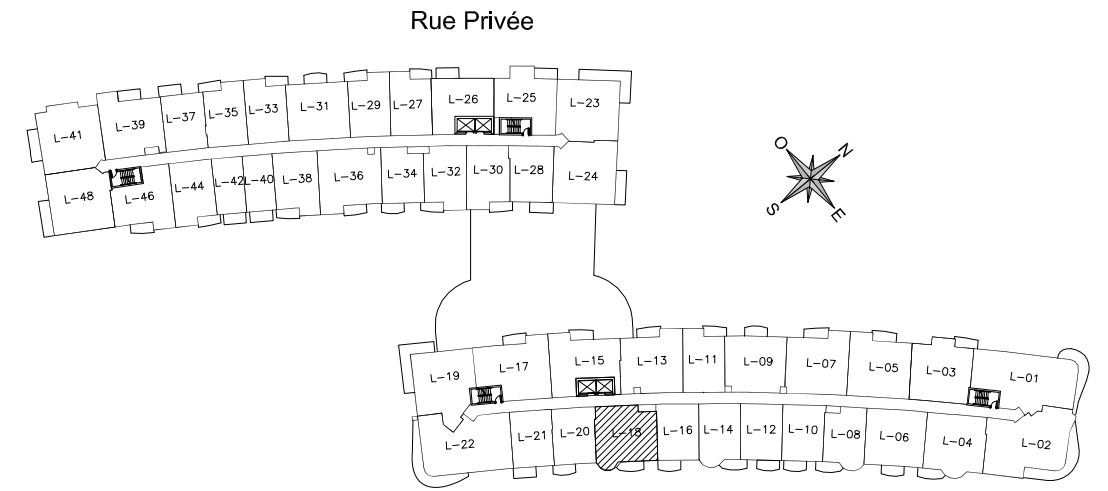 Rue Privée
L-41 L-39 L-37 L-35 L-33 L-31 L-29 L-27 L-26 L-25 L-23
L-48 L-46 L-44 L-42 L-40 L-38 L-36 L-34 L-32 L-30 L-28 L-24
O N
S E
L-19 L-17 L-15 L-13 L-11 L-09 L-07 L-05 L-03 L-01
L-22 L-21 L-20 L-18 L-16 L-14 L-12 L-10 L-08 L-06 L-04 L-02